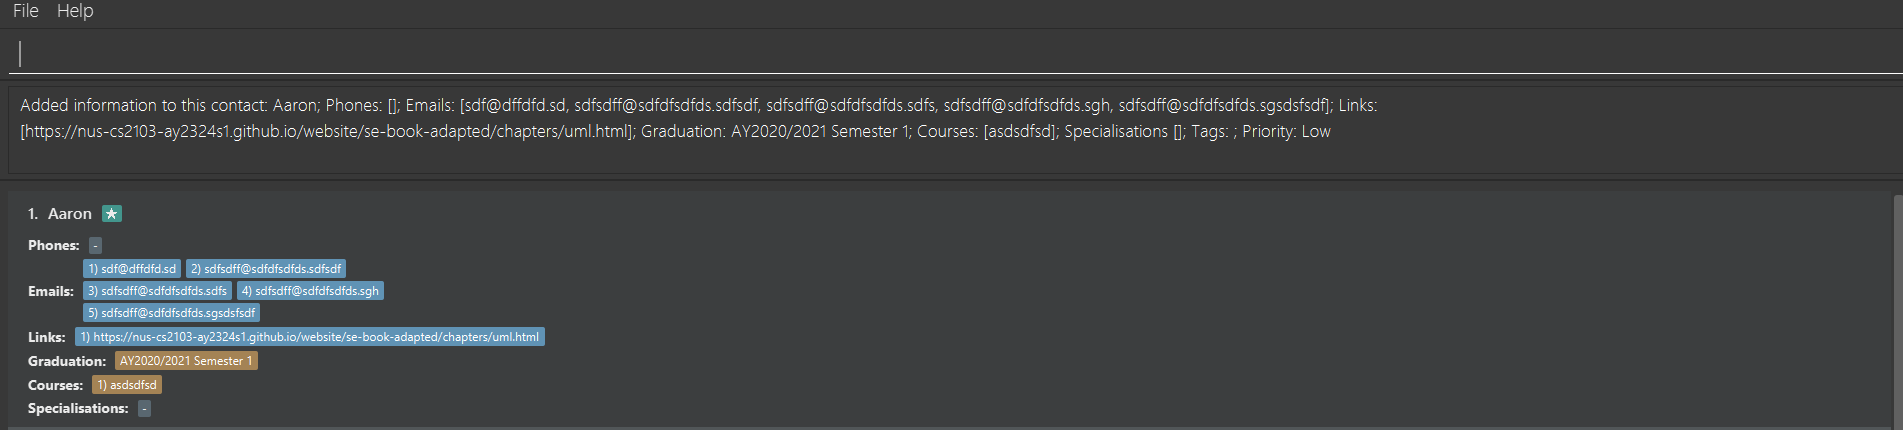 File Help
Added information to this contact: Aaron; Phones: []; Emails: [sdf@dffdfd.sd, sdfsdff@sdfdfsdfds.sdfsdf, sdfsdff@sdfdfsdfds.sdfs, sdfsdff@sdfdfsdfds.sgh, sdfsdff@sdfdfsdfds.sgsdsfsdf]; Links:
[https://nus-cs2103-ay2324s1.github.io/website/se-book-adapted/chapters/uml.html]; Graduation: AY2020/2021 Semester 1; Courses: [asdsdfsd]; Specialisations []; Tags: ; Priority: Low
1. Aaron
Phones: -
1) sdf@dffdfd.sd 2) sdfsdff@sdfdfsdfds.sdfsdf
Emails: 3) sdfsdff@sdfdfsdfds.sdfs 4) sdfsdff@sdfdfsdfds.sgh
5) sdfsdff@sdfdfsdfds.sgsdsfsdf
Links: 1) https://nus-cs2103-ay2324s1.github.io/website/se-book-adapted/chapters/uml.html
Graduation: AY2020/2021 Semester 1
Courses: 1) asdsdfsd
Specialisations: -